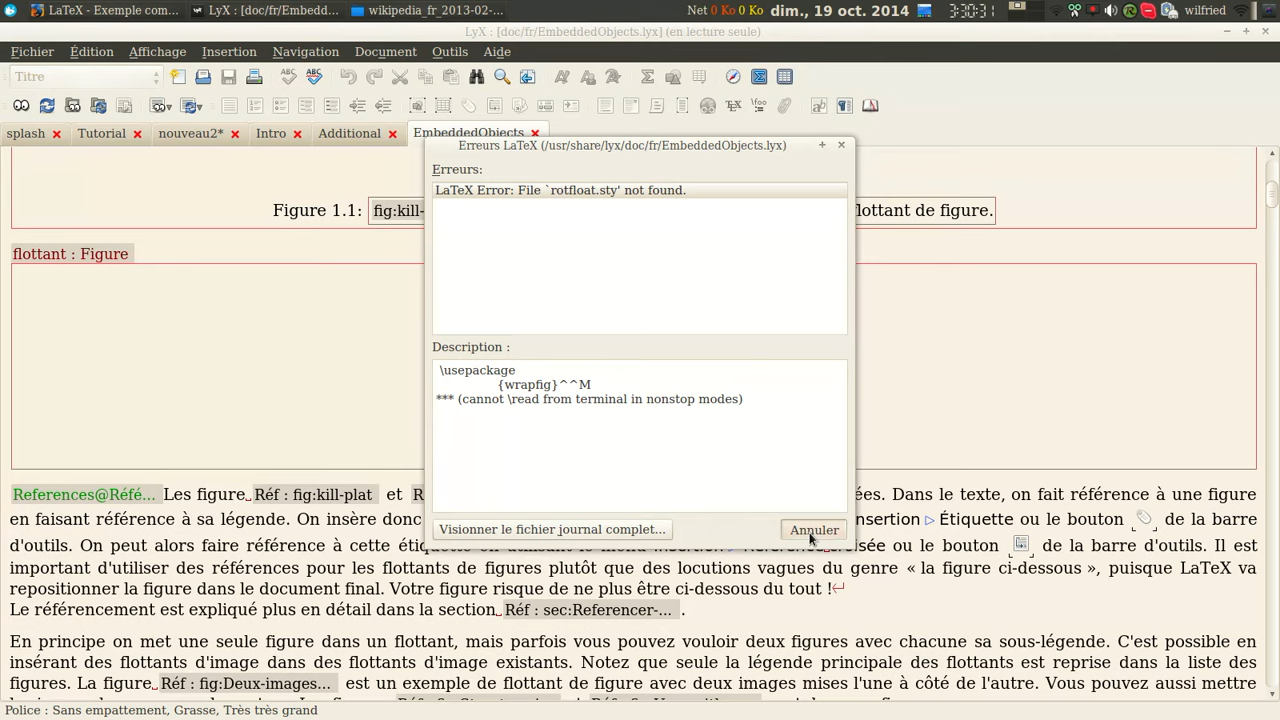 LaTeX - Exemple com...
LyX : [doc/fr/Embedd...
wikipedia_fr_2013-02-...
Net 0 Ko 0 Ko
dim., 19 oct. 2014
3:30:31
wilfried
LyX : [doc/fr/EmbeddedObjects.lyx] (en lecture seule)
Fichier Édition Affichage Insertion Navigation Document Outils Aide
Titre
splash Tutorial nouveau2* Intro Additional EmbeddedObjects
Erreurs LaTeX (/usr/share/lyx/doc/fr/EmbeddedObjects.lyx)
Erreurs:
LaTeX Error: File `rotfloat.sty' not found.
Figure 1.1: fig:kill- lottant de figure.
flottant : Figure
Description :
\usepackage
{wrapfig}^^M
*** (cannot \read from terminal in nonstop modes)
Visionner le fichier journal complet...
Annuler
References@Réfé... Les figure Réf : fig:kill-plat et R ées. Dans le texte, on fait référence à une figure
en faisant référence à sa légende. On insère donc nsertion ▷ Étiquette ou le bouton de la barre
d'outils. On peut alors faire référence à cette ou le bouton de la barre d'outils. Il est
important d'utiliser des références pour les flottants de figures plutôt que des locutions vagues du genre « la figure ci-dessous », puisque LaTeX va
repositionner la figure dans le document final. Votre figure risque de ne plus être ci-dessous du tout !
Le référencement est expliqué plus en détail dans la section Réf : sec:Referencer-... .
En principe on met une seule figure dans un flottant, mais parfois vous pouvez vouloir deux figures avec chacune sa sous-légende. C'est possible en
insérant des flottants d'image dans des flottants d'image existants. Notez que seule la légende principale des flottants est reprise dans la liste des
figures. La figure Réf : fig:Deux-images... est un exemple de flottant de figure avec deux images mises l'une à côté de l'autre. Vous pouvez aussi mettre
Police : Sans empattement, Grasse, Très très grand